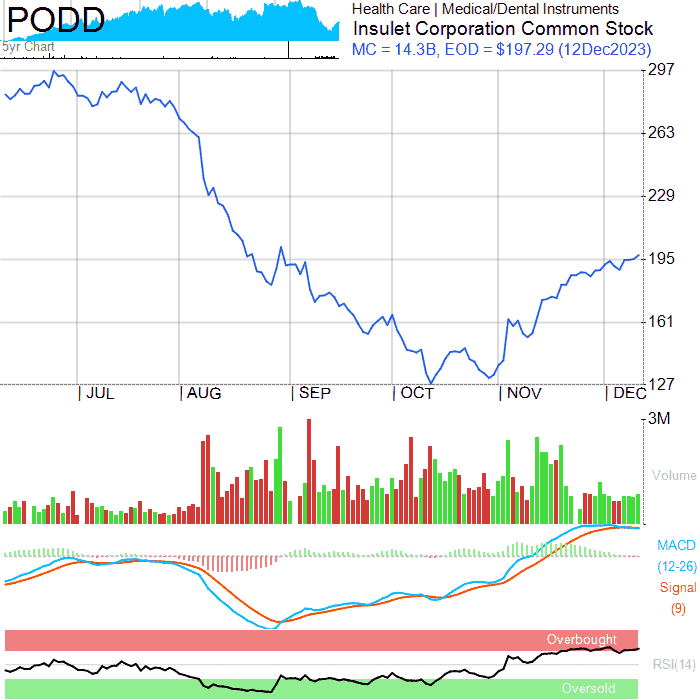 PODD
5yr Chart
Health Care | Medical/Dental Instruments
Insulet Corporation Common Stock
MC = 14.3B, EOD = $197.29 (12Dec2023)
297
263
229
195
161
127
| JUL | AUG | SEP | OCT | NOV | DEC
3M
Volume
MACD
(12-26)
Signal
(9)
Overbought
RSI(14)
Oversold